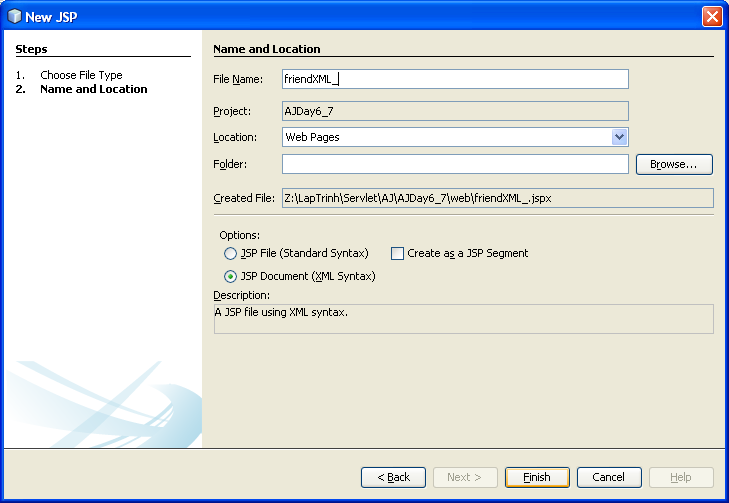 New JSP
Steps
1. Choose File Type
2. Name and Location
Name and Location
File Name: friendXML_
Project: AJDay6_7
Location: Web Pages
Folder: Browse...
Created File: Z:\LapTrinh\Servlet\AJ\AJDay6_7\web\friendXML_.jspx
Options:
JSP File (Standard Syntax) Create as a JSP Segment
JSP Document (XML Syntax)
Description:
A JSP file using XML syntax.
< Back Next > Finish Cancel Help